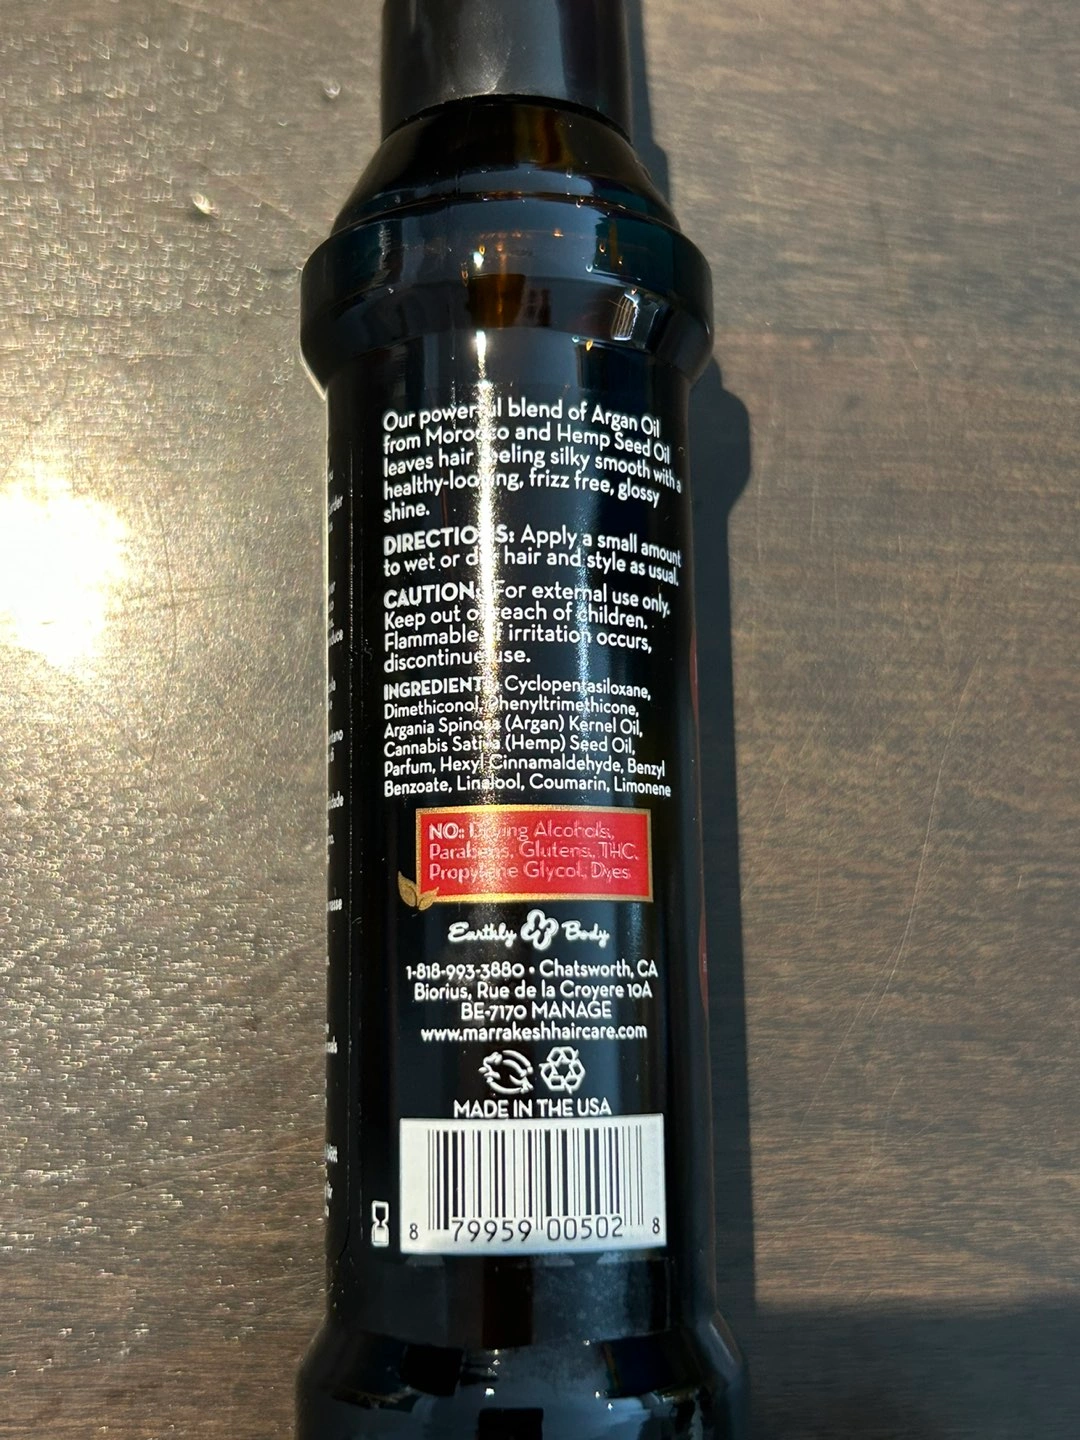 Our powerful blend of Argan Oil
from Morocco and Hemp Seed Oil
leaves hair feeling silky smooth with a
healthy-looking, frizz free, glossy
shine.
DIRECTIONS: Apply a small amount
to wet or dry hair and style as usual.
CAUTION: For external use only.
Keep out of reach of children.
Flammable. If irritation occurs,
discontinue use.
INGREDIENTS: Cyclopentasiloxane,
Dimethiconol, Phenyltrimethicone,
Argania Spinosa (Argan) Kernel Oil,
Cannabis Sativa (Hemp) Seed Oil,
Parfum, Hexyl Cinnamaldehyde, Benzyl
Benzoate, Linalool, Coumarin, Limonene
NO: Drying Alcohols,
Parabens, Glutens, THC,
Propylene Glycol, Dyes
Earthly Body
1-818-993-3880 • Chatsworth, CA
Biorius, Rue de la Croyere 10A
BE-7170 MANAGE
www.marrakeshhaircare.com
MADE IN THE USA
8 79959 00502 8